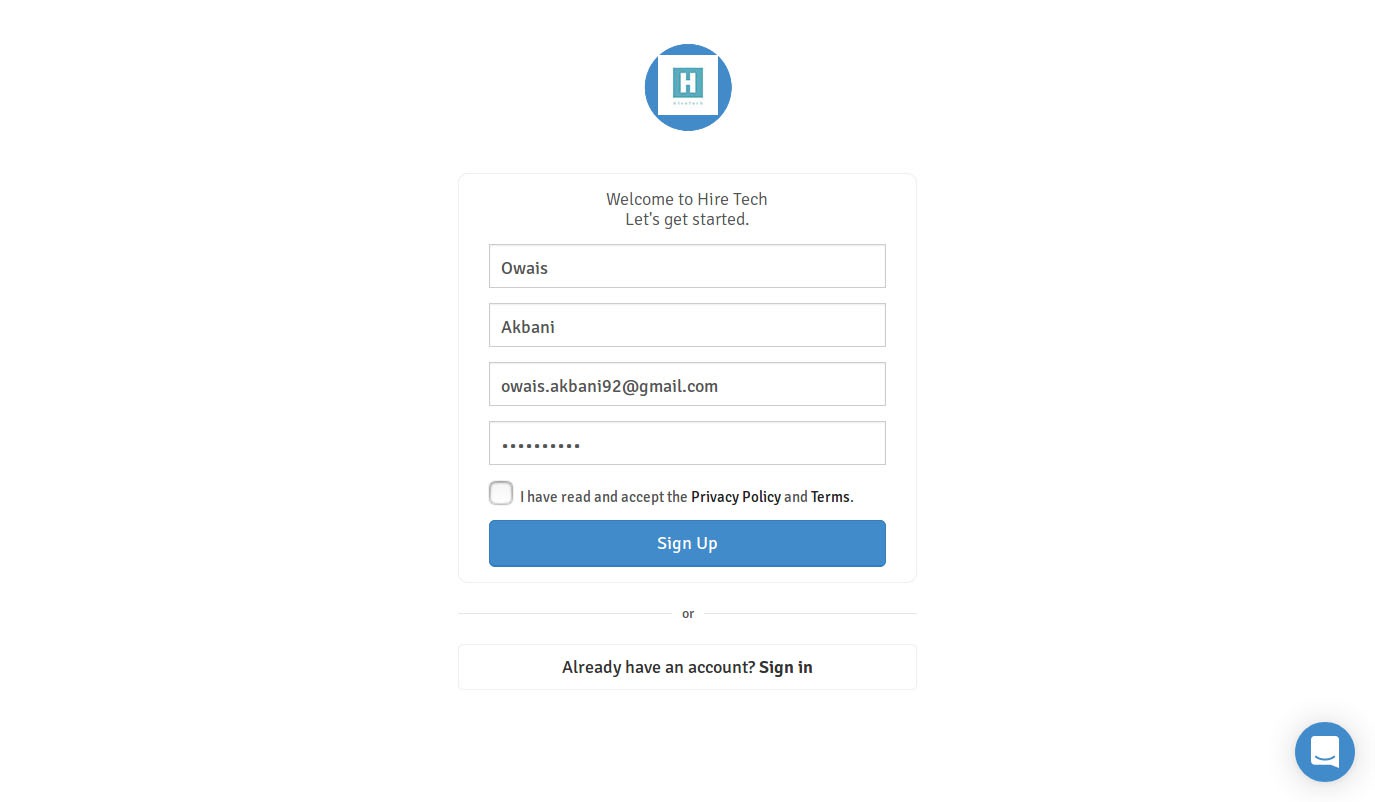 H
Welcome to Hire Tech
Let's get started.
Owais
Akbani
owais.akbani92@gmail.com
••••••••••
I have read and accept the Privacy Policy and Terms.
Sign Up
or
Already have an account? Sign in